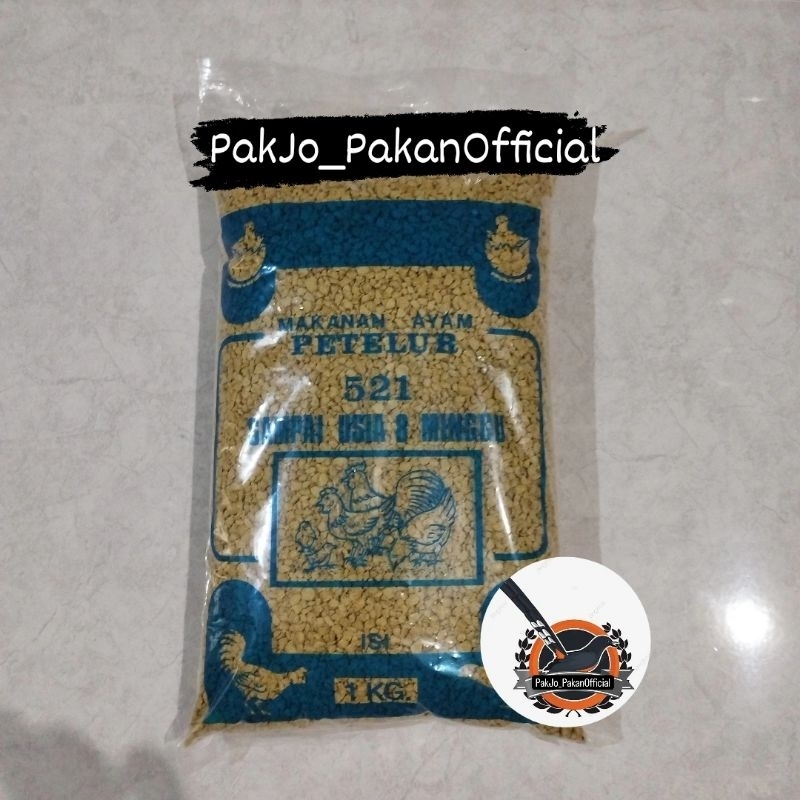 PakJo_PakanOfficial
MAKANAN AYAM
PETELUR
521
SAMPAI USIA 8 MINGGU
ISI
1 KG.
PakJo_PakanOfficial